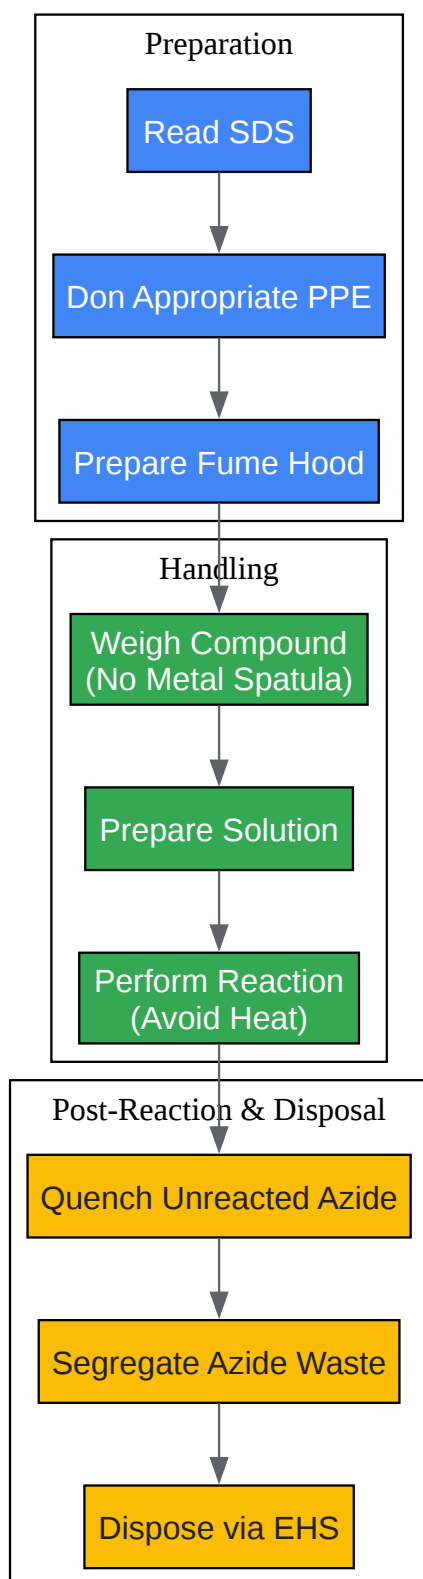 Preparation
Read SDS
Don Appropriate PPE
Prepare Fume Hood
Handling
Weigh Compound
(No Metal Spatula)
Prepare Solution
Perform Reaction
(Avoid Heat)
Post-Reaction & Disposal
Quench Unreacted Azide
Segregate Azide Waste
Dispose via EHS